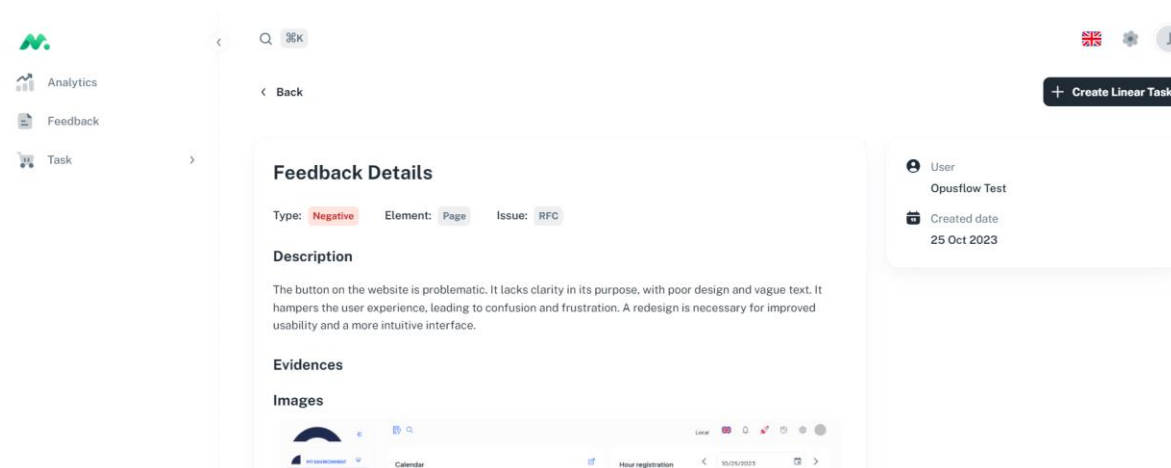 ⌘K
Analytics
Feedback
Task
Back
Create Linear Task
Feedback Details
Type: Negative Element: Page Issue: RFC
Description
The button on the website is problematic. It lacks clarity in its purpose, with poor design and vague text. It
hampers the user experience, leading to confusion and frustration. A redesign is necessary for improved
usability and a more intuitive interface.
Evidences
Images
Local
Calendar
Hour registration
10/25/2023
User
Opusflow Test
Created date
25 Oct 2023